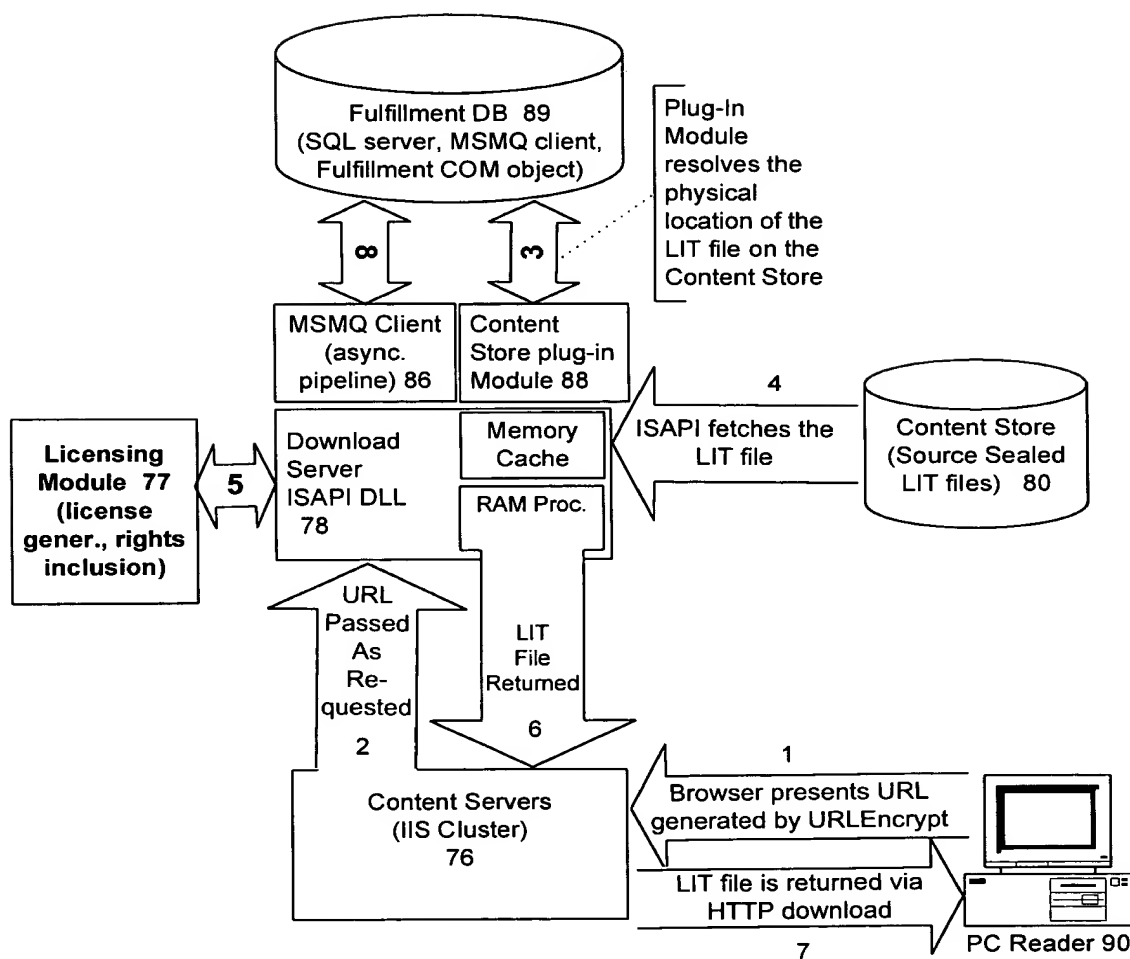 Fulfillment DB 89
(SQL server, MSMQ client,
Fulfillment COM object)
Plug-In
Module
resolves the
physical
location of the
LIT file on the
Content Store
8
3
MSMQ Client
(async.
pipeline) 86
Content
Store plug-in
Module 88
4
ISAPI fetches the
LIT file
Content Store
(Source Sealed
LIT files) 80
Licensing
Module 77
(license
gener., rights
inclusion)
5
Download
Server
ISAPI DLL
78
Memory
Cache
RAM Proc.
URL
Passed
As
Re-
quested
2
LIT
File
Returned
6
Content Servers
(IIS Cluster)
76
1
Browser presents URL
generated by URLEncrypt
LIT file is returned via
HTTP download
7
PC Reader 90